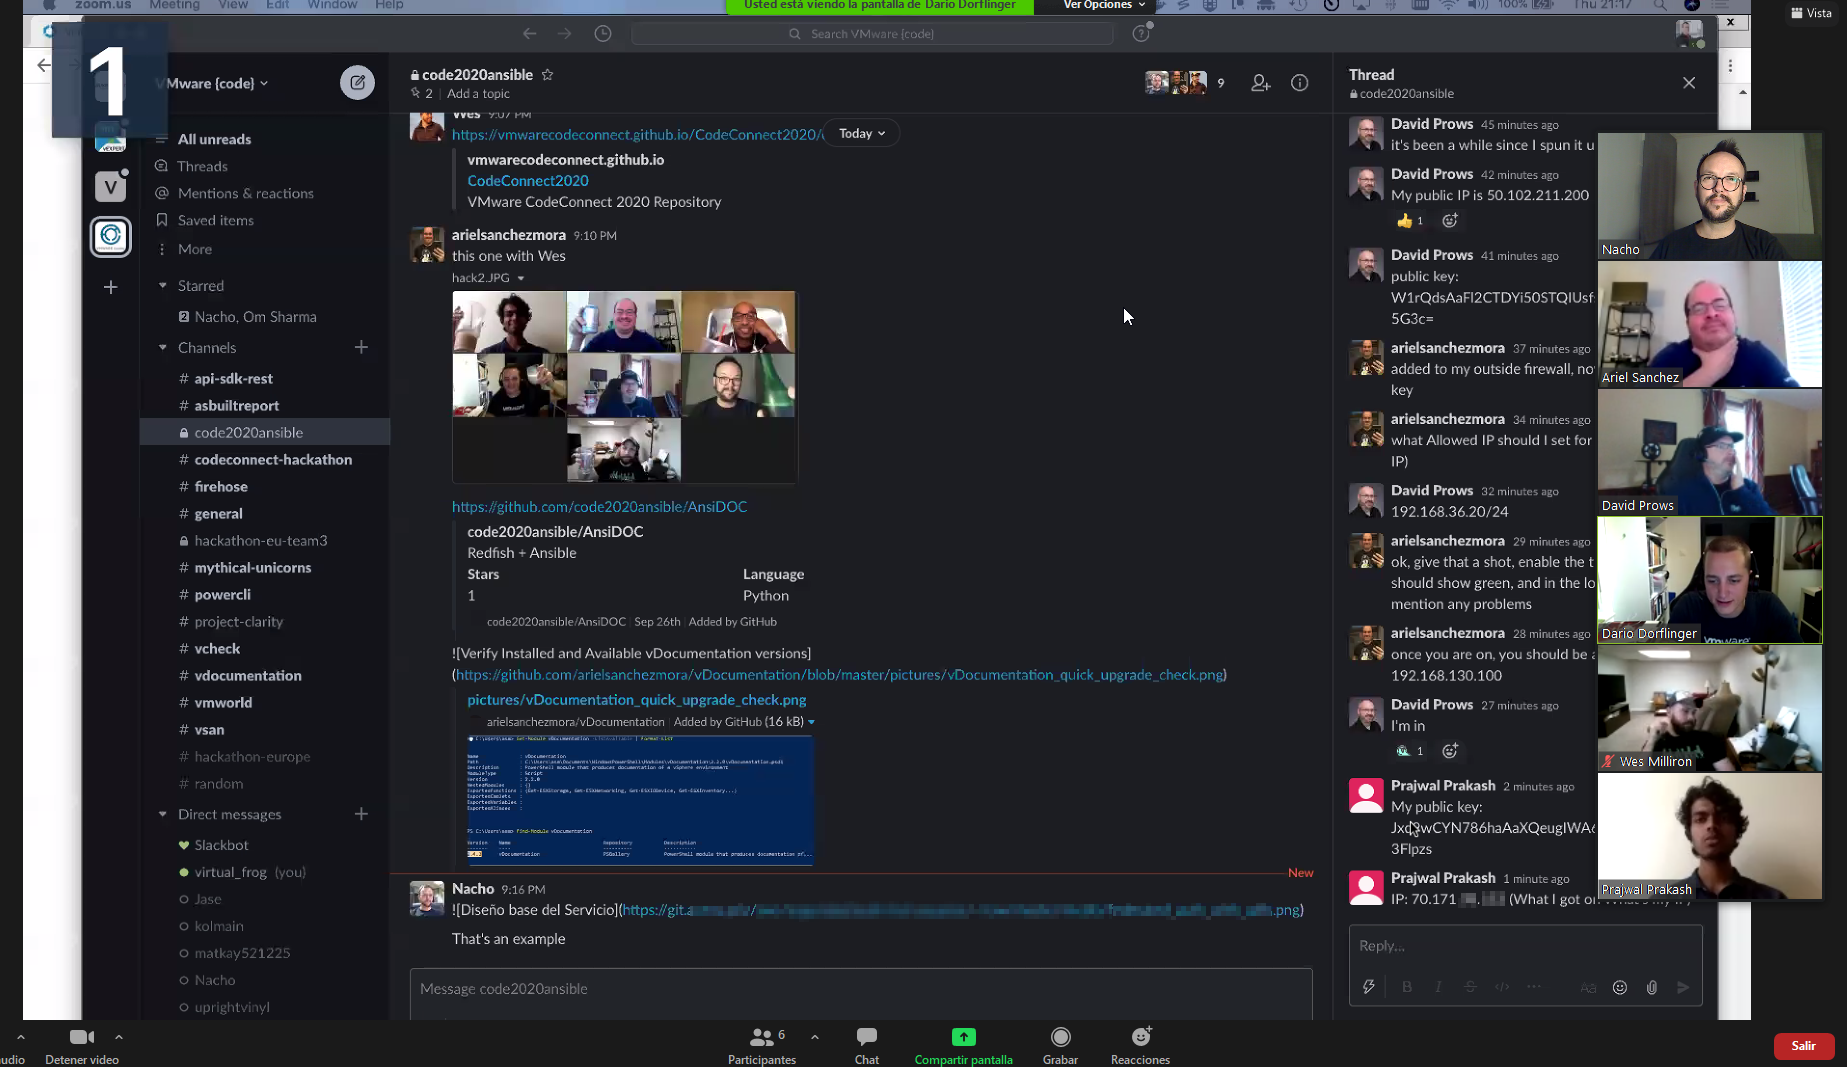 zoom.us Meeting View Edit Window Help
Usted está viendo la pantalla de Dario Dorflinger
Ver Opciones
100%
Thu 21:17
Vista
1
VMware {code}
Search VMware {code}
All unreads
Threads
Mentions & reactions
Saved items
More
Starred
2 Nacho, Om Sharma
Channels
# api-sdk-rest
# asbuiltreport
code2020ansible
# codeconnect-hackathon
# firehose
# general
hackathon-eu-team3
# mythical-unicorns
# powercli
# project-clarity
# vcheck
# vdocumentation
# vmworld
# vsan
# hackathon-europe
# random
Direct messages
Slackbot
virtual_frog (you)
Jase
kolmain
matkay521225
Nacho
uprightvinyl
V
code2020ansible
2 | Add a topic
9
Wes 9:07 PM
https://vmwarecodeconnect.github.io/CodeConnect2020/
Today
vmwarecodeconnect.github.io
CodeConnect2020
VMware CodeConnect 2020 Repository
arielsanchezmora 9:10 PM
this one with Wes
hack2.JPG
https://github.com/code2020ansible/AnsiDOC
code2020ansible/AnsiDOC
Redfish + Ansible
Stars Language
1 Python
code2020ansible/AnsiDOC | Sep 26th | Added by GitHub
![Verify Installed and Available vDocumentation versions]
(https://github.com/arielsanchezmora/vDocumentation/blob/master/pictures/vDocumentation_quick_upgrade_check.png)
pictures/vDocumentation_quick_upgrade_check.png
arielsanchezmora/vDocumentation | Added by GitHub (16 kB)
New
Nacho 9:16 PM
![Diseño base del Servicio](https://git.
.png)
That's an example
Message code2020ansible
Thread
code2020ansible
David Prows 45 minutes ago
it's been a while since I spun it u
David Prows 42 minutes ago
My public IP is 50.102.211.200
1
David Prows 41 minutes ago
public key:
W1rQdsAaFl2CTDYi50STQIUsf
5G3c=
arielsanchezmora 37 minutes ago
added to my outside firewall, no
key
arielsanchezmora 34 minutes ago
what Allowed IP should I set for
IP)
David Prows 32 minutes ago
192.168.36.20/24
arielsanchezmora 29 minutes ago
ok, give that a shot, enable the t
should show green, and in the lo
mention any problems
arielsanchezmora 28 minutes ago
once you are on, you should be a
192.168.130.100
David Prows 27 minutes ago
I'm in
1
Prajwal Prakash 2 minutes ago
My public key:
3Flpzs
Prajwal Prakash 1 minute ago
IP: 70.171
(What I got o
Reply...
Nacho
Ariel Sanchez
David Prows
Dario Dorflinger
Wes Milliron
Prajwal Prakash
udio
Detener video
6
Participantes
Chat
Compartir pantalla
Grabar
Reacciones
Salir